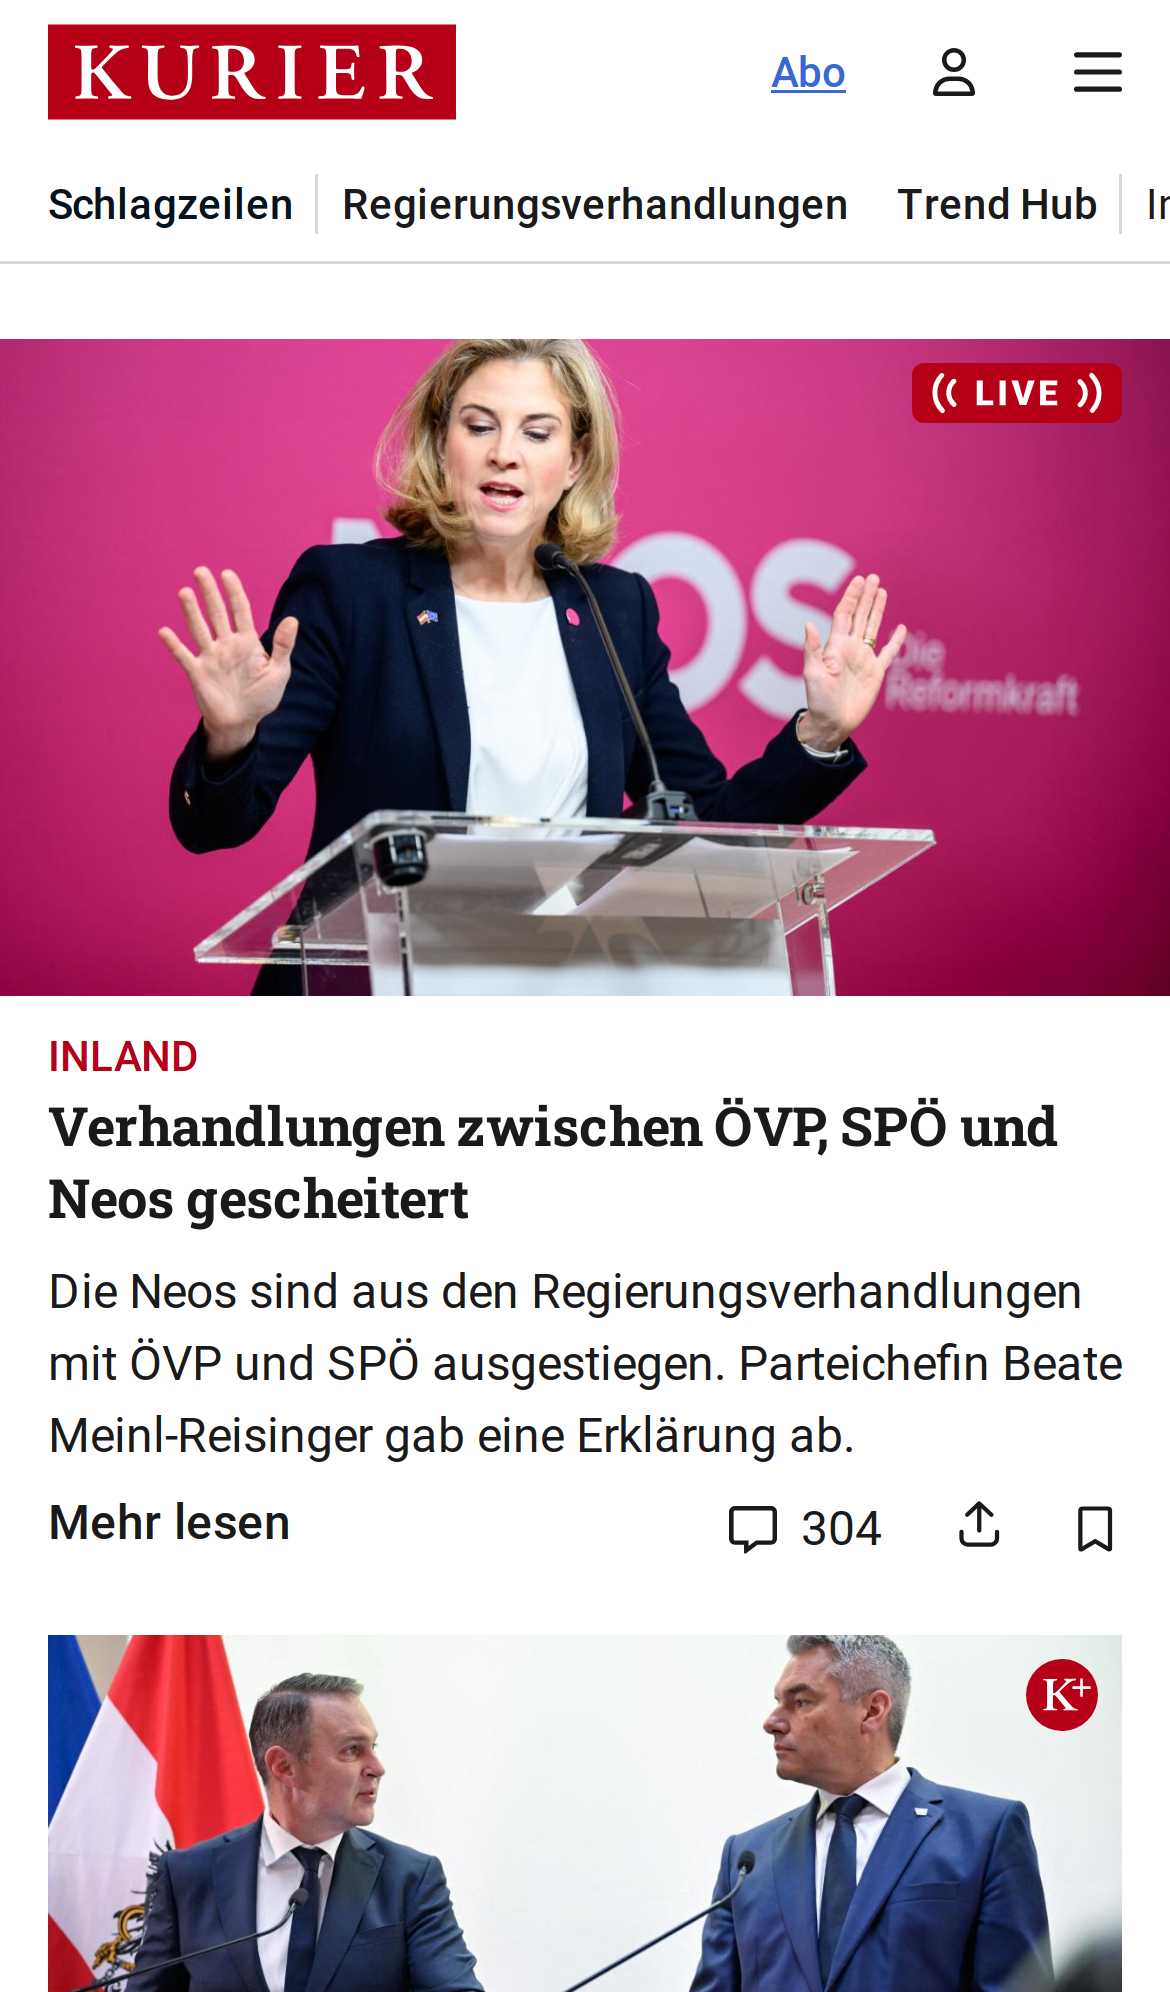 KURIER
Abo
Schlagzeilen
Regierungsverhandlungen
Trend Hub
LIVE
OS
Die
Reformkraft
INLAND
Verhandlungen zwischen ÖVP, SPÖ und
Neos gescheitert
Die Neos sind aus den Regierungsverhandlungen
mit ÖVP und SPÖ ausgestiegen. Parteichefin Beate
Meinl-Reisinger gab eine Erklärung ab.
Mehr lesen
304
K+